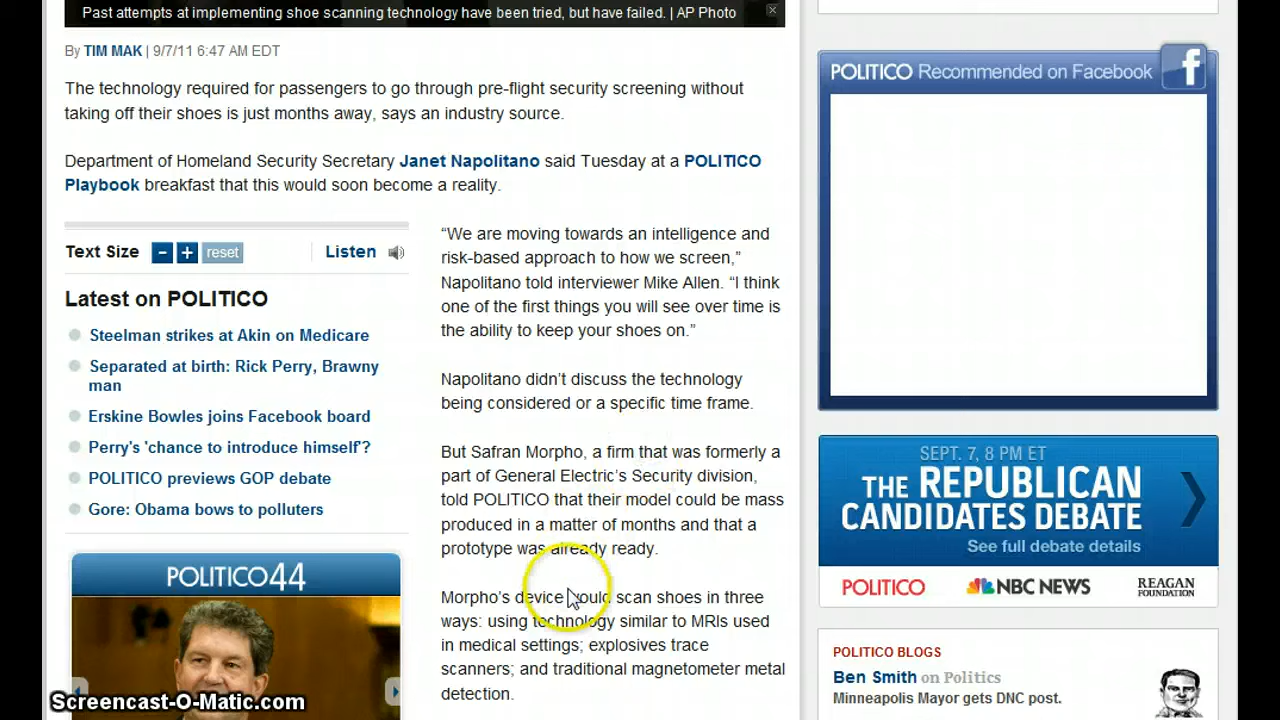 Past attempts at implementing shoe scanning technology have been tried, but have failed. | AP Photo
By TIM MAK | 9/7/11 6:47 AM EDT
The technology required for passengers to go through pre-flight security screening without
taking off their shoes is just months away, says an industry source.
Department of Homeland Security Secretary Janet Napolitano said Tuesday at a POLITICO
Playbook breakfast that this would soon become a reality.
Text Size - + reset
Listen
Latest on POLITICO
Steelman strikes at Akin on Medicare
Separated at birth: Rick Perry, Brawny
man
Erskine Bowles joins Facebook board
Perry's 'chance to introduce himself'?
POLITICO previews GOP debate
Gore: Obama bows to polluters
POLITICO44
“We are moving towards an intelligence and
risk-based approach to how we screen,”
Napolitano told interviewer Mike Allen. “I think
one of the first things you will see over time is
the ability to keep your shoes on.”
Napolitano didn’t discuss the technology
being considered or a specific time frame.
But Safran Morpho, a firm that was formerly a
part of General Electric’s Security division,
told POLITICO that their model could be mass
produced in a matter of months and that a
prototype was already ready.
Morpho’s device would scan shoes in three
ways: using technology similar to MRIs used
in medical settings; explosives trace
scanners; and traditional magnetometer metal
detection.
POLITICO Recommended on Facebook
f
SEPT. 7, 8 PM ET
THE REPUBLICAN
CANDIDATES DEBATE
See full debate details
POLITICO NBC NEWS REAGAN
FOUNDATION
POLITICO BLOGS
Ben Smith on Politics
Minneapolis Mayor gets DNC post.
Screencast-O-Matic.com